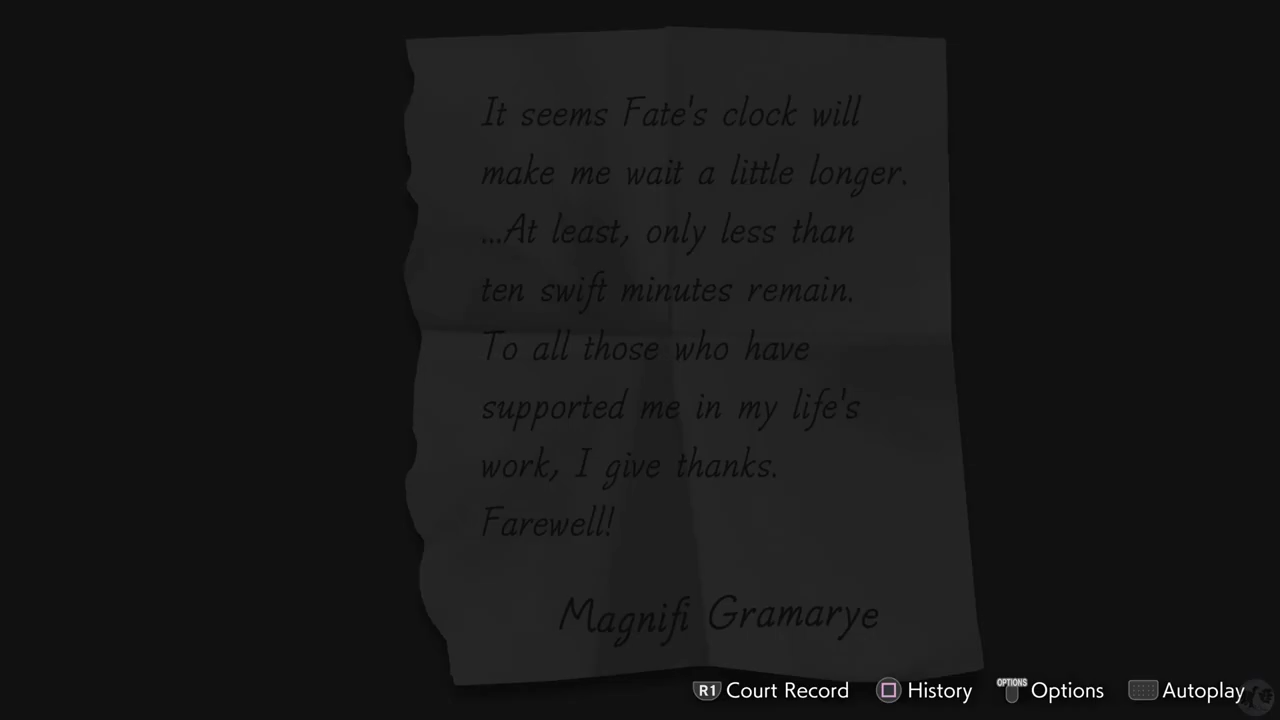 It seems Fate's clock will
make me wait a little longer.
...At least, only less than
ten swift minutes remain.
To all those who have
supported me in my life's
work, I give thanks.
Farewell!
Magnifi Gramarye
R1 Court Record History OPTIONS Options Autoplay